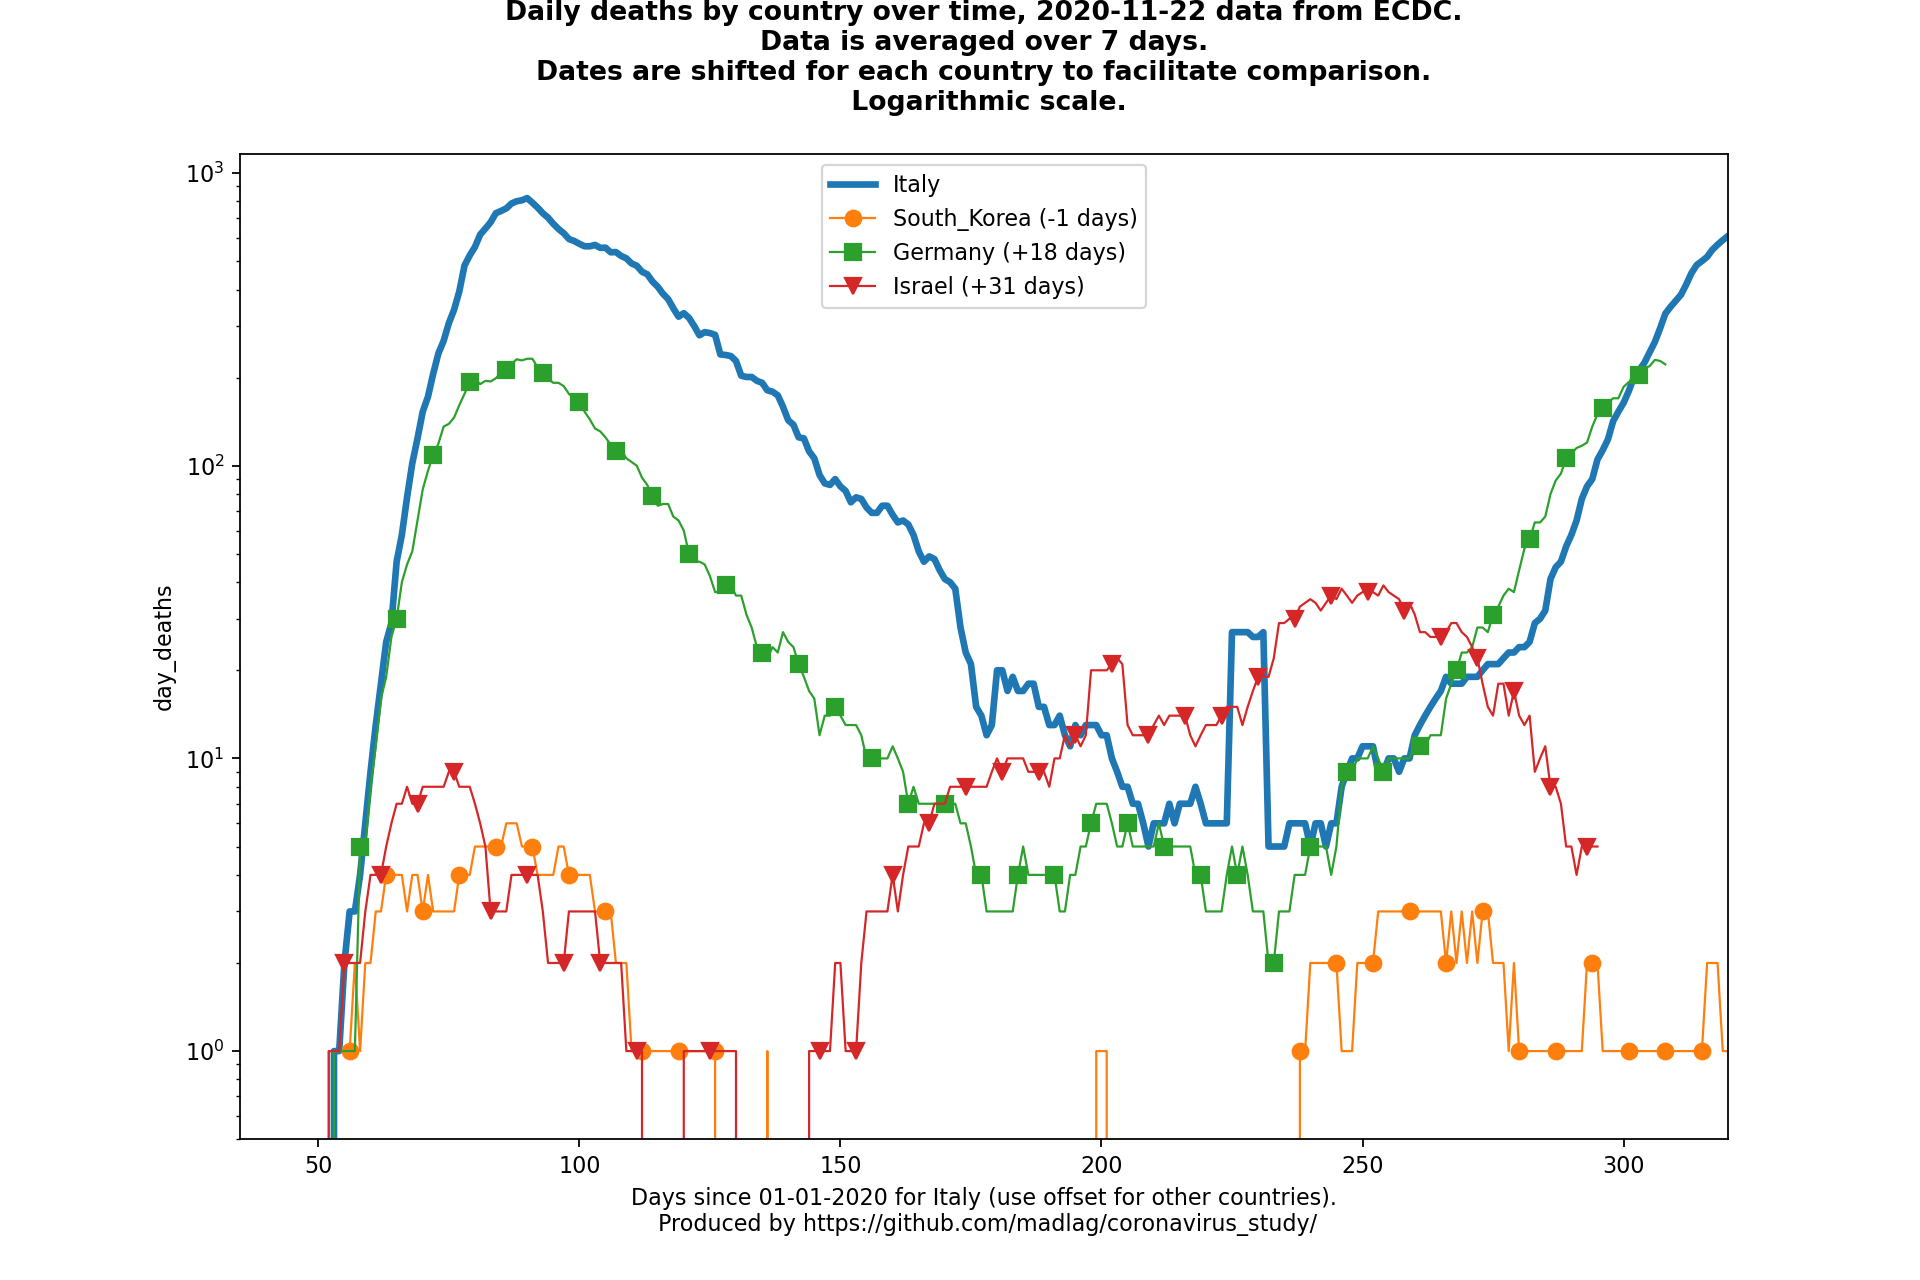 Daily deaths by country over time, 2020-11-22 data from ECDC.
Data is averaged over 7 days.
Dates are shifted for each country to facilitate comparison.
Logarithmic scale.
Italy
South_Korea (-1 days)
Germany (+18 days)
Israel (+31 days)
day_deaths
10³
10²
10¹
10⁰
50 100 150 200 250 300
Days since 01-01-2020 for Italy (use offset for other countries).
Produced by https://github.com/madlag/coronavirus_study/